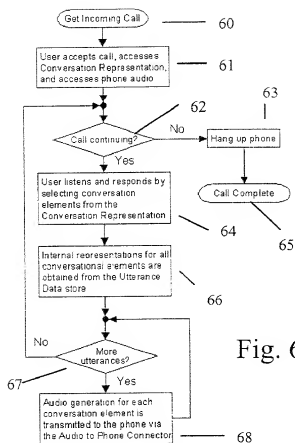 Get Incoming Call
60
User accepts call, accesses
Conversation Representation,
and accesses phone audio
61
62
63
Call continuing?
No
Hang up phone
Yes
Call Complete
65
User listens and responds by
selecting conversation
elements from the
Conversation Representation
64
Internal representations for all
conversational elements are
obtained from the Utterance
Data store
66
No
More
utterances?
67
Yes
Audio generation for each
conversation element is
transmitted to the phone via
the Audio to Phone Connector
68
Fig. 6